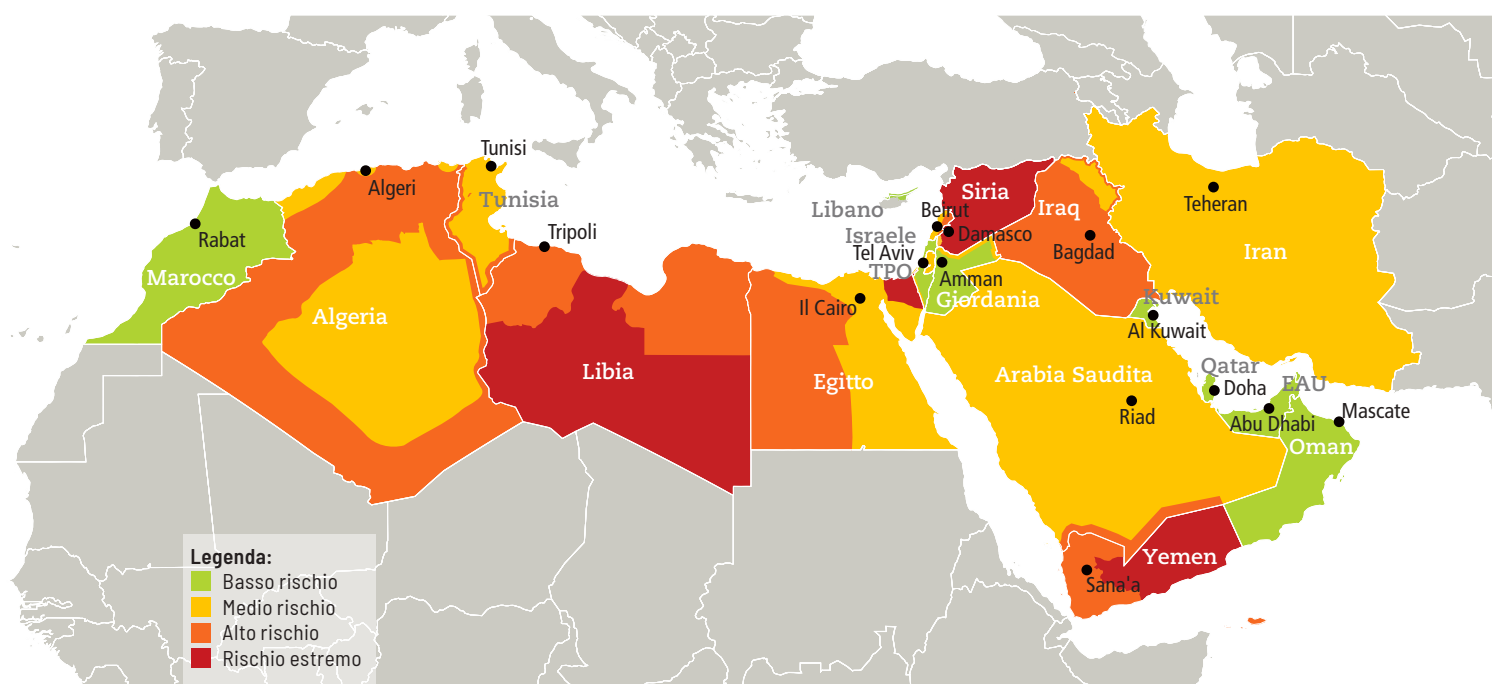 Tunisi
Algeri
Tunisia
Rabat
Marocco
Tripoli
Algeria
Libia
Il Cairo
Egitto
Libano
Beirut
Israele
Tel Aviv
TPO
Siria
Damasco
Amman
Giordania
Iraq
Bagdad
Teheran
Iran
Kuwait
Al Kuwait
Arabia Saudita
Riad
Qatar
Doha
EAU
Abu Dhabi
Mascate
Oman
Yemen
Sana'a
Legenda:
Basso rischio
Medio rischio
Alto rischio
Rischio estremo